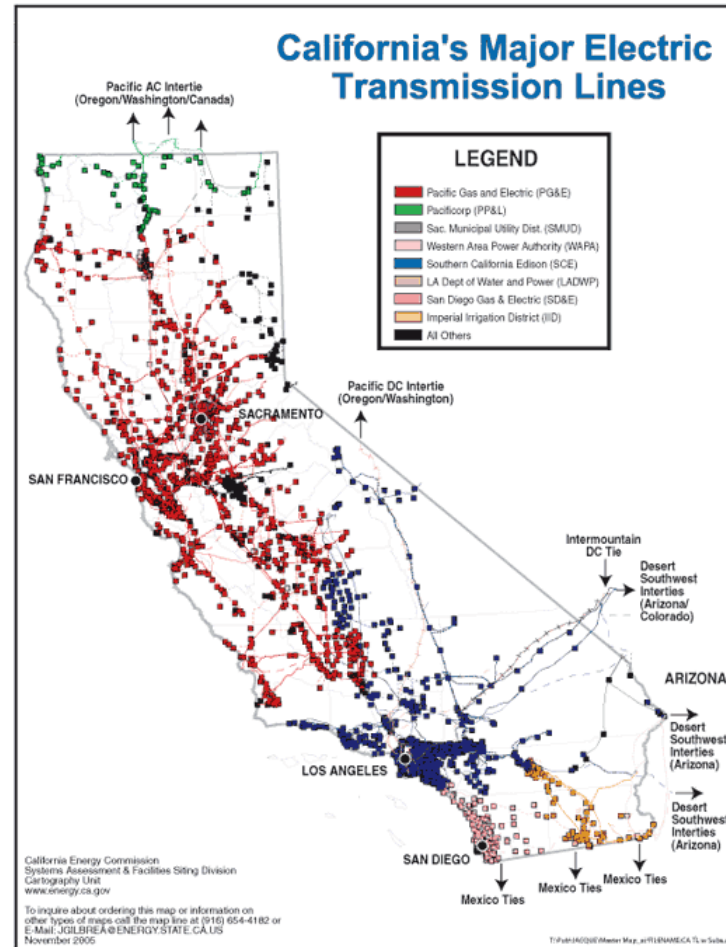 California's Major Electric
Transmission Lines
Pacific AC Intertie
(Oregon/Washington/Canada)
LEGEND
Pacific Gas and Electric (PG&E)
Pacificorp (PP&L)
Sac. Municipal Utility Dist. (SMUD)
Western Area Power Authority (WAPA)
Southern California Edison (SCE)
LA Dept of Water and Power (LADWP)
San Diego Gas & Electric (SD&E)
Imperial Irrigation District (IID)
All Others
Pacific DC Intertie
(Oregon/Washington)
SACRAMENTO
SAN FRANCISCO
Intermountain
DC Tie
Desert
Southwest
Interties
(Arizona/
Colorado)
ARIZONA
Desert
Southwest
Interties
(Arizona)
LOS ANGELES
Desert
Southwest
Interties
(Arizona)
SAN DIEGO
Mexico Ties
Mexico Ties
Mexico Ties
California Energy Commission
Systems Assessment & Facilities Siting Division
Cartography Unit
www.energy.ca.gov
To inquire about ordering this map or information on
other types of maps call the map line at (916) 654-4182 or
E-Mail: JGILBREA@ENERGY.STATE.CA.US
November 2005